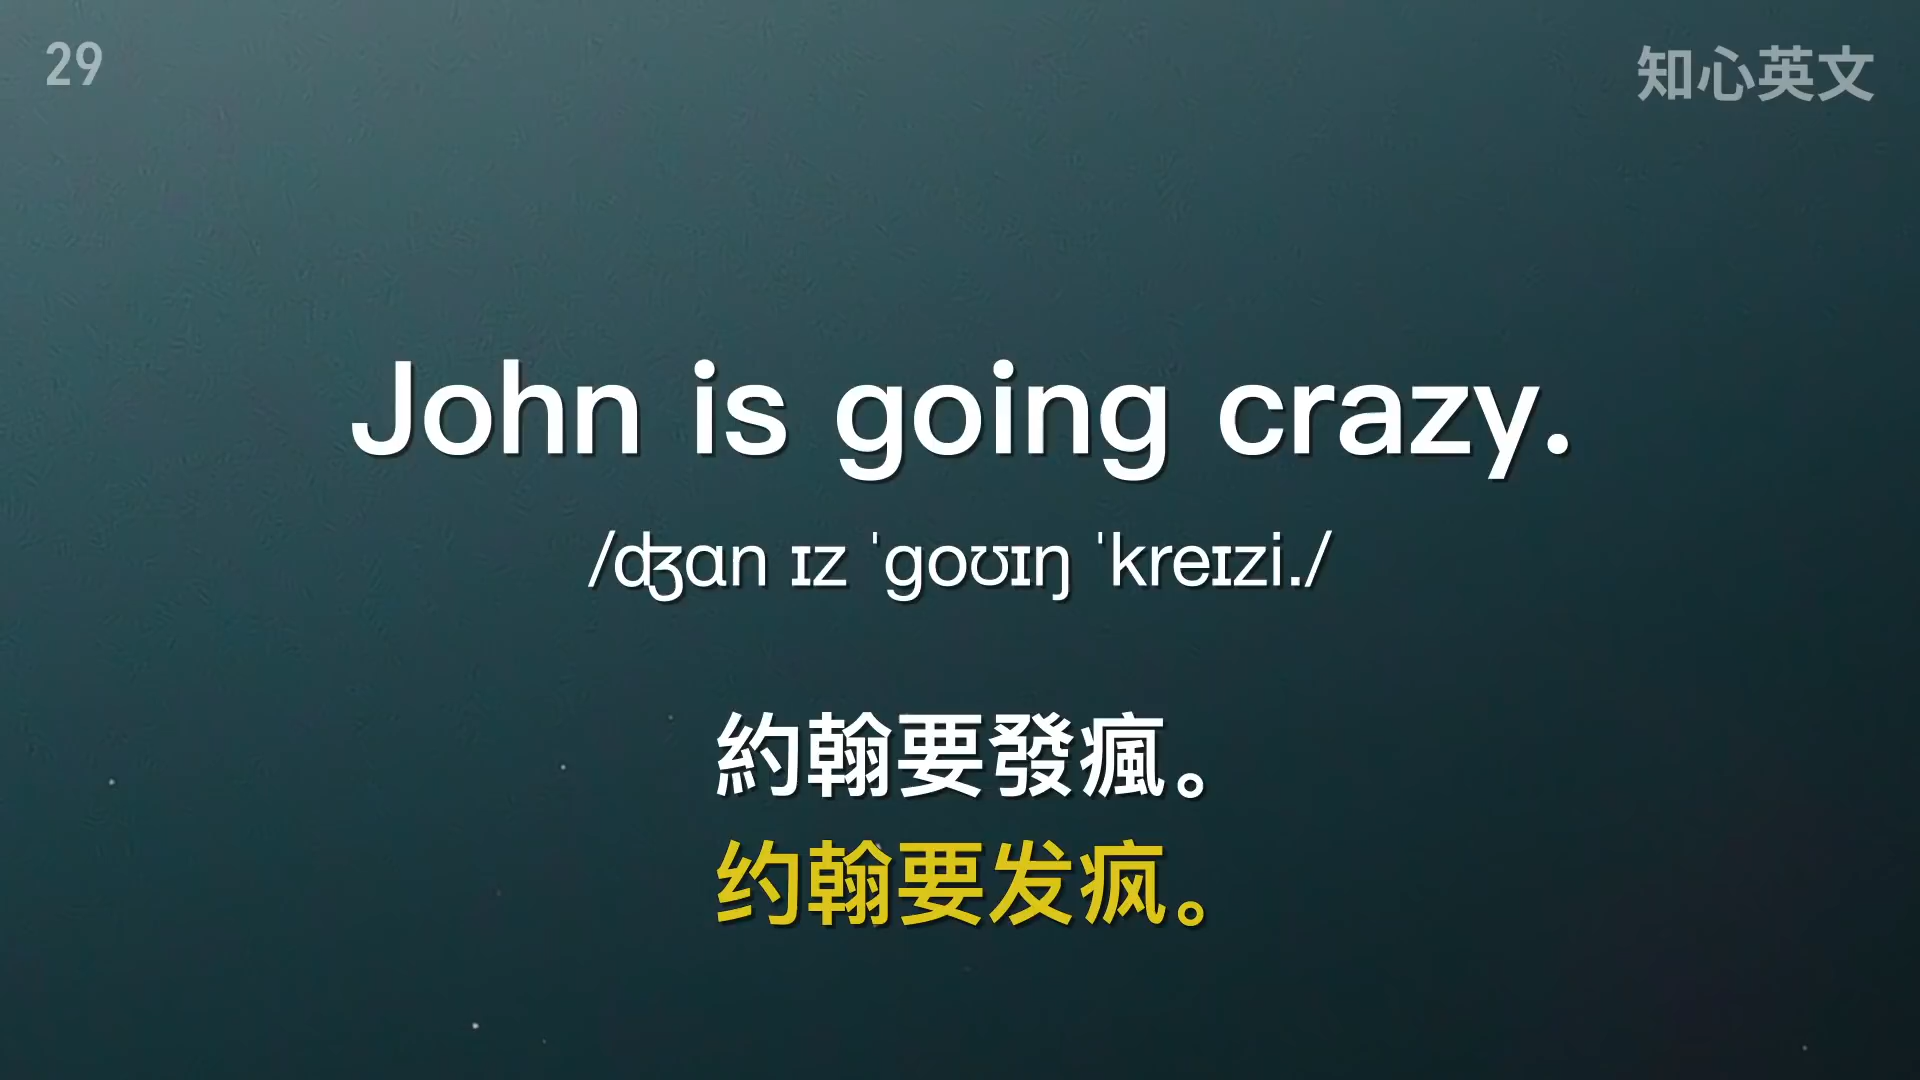 29
知心英文
John is going crazy.
/ʤɑn ɪz ˈgoʊɪŋ ˈkreɪzi./
約翰要發瘋。
约翰要发疯。